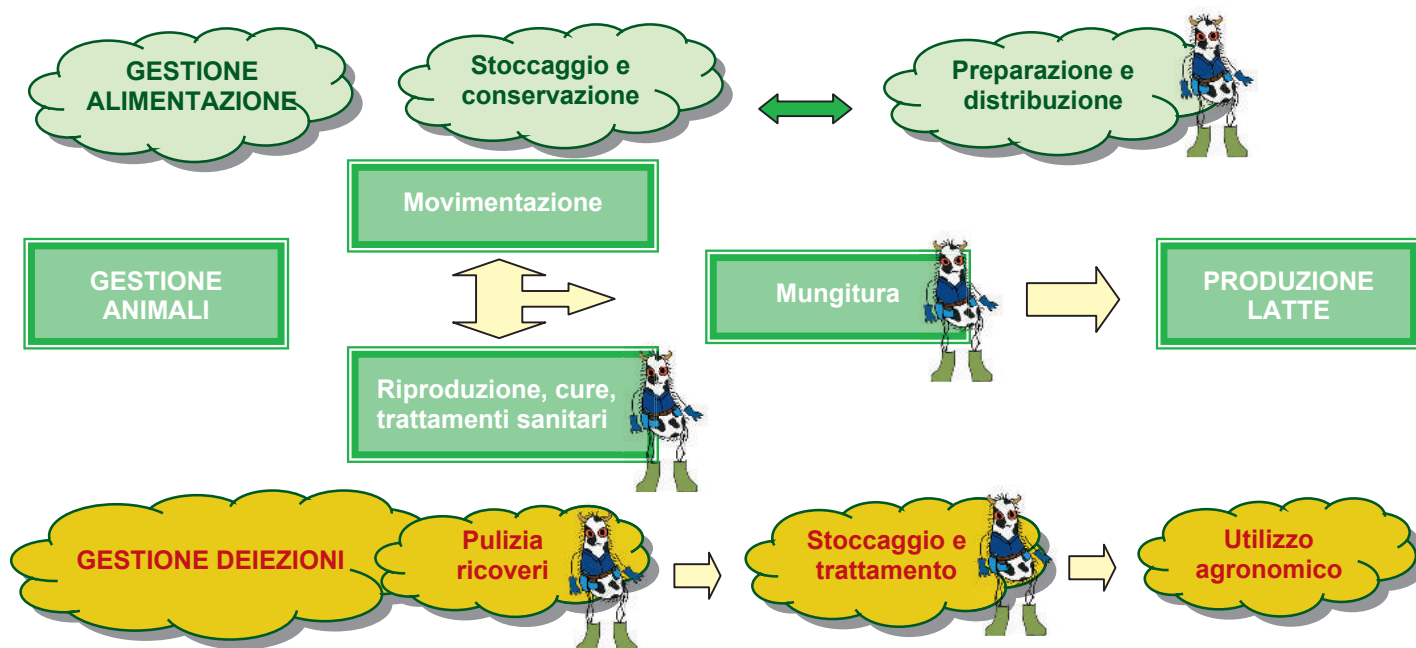 GESTIONE
ALIMENTAZIONE
Stoccaggio e
conservazione
Preparazione e
distribuzione
Movimentazione
GESTIONE
ANIMALI
Mungitura
PRODUZIONE
LATTE
Riproduzione, cure,
trattamenti sanitari
GESTIONE DEIEZIONI
Pulizia
ricoveri
Stoccaggio e
trattamento
Utilizzo
agronomico